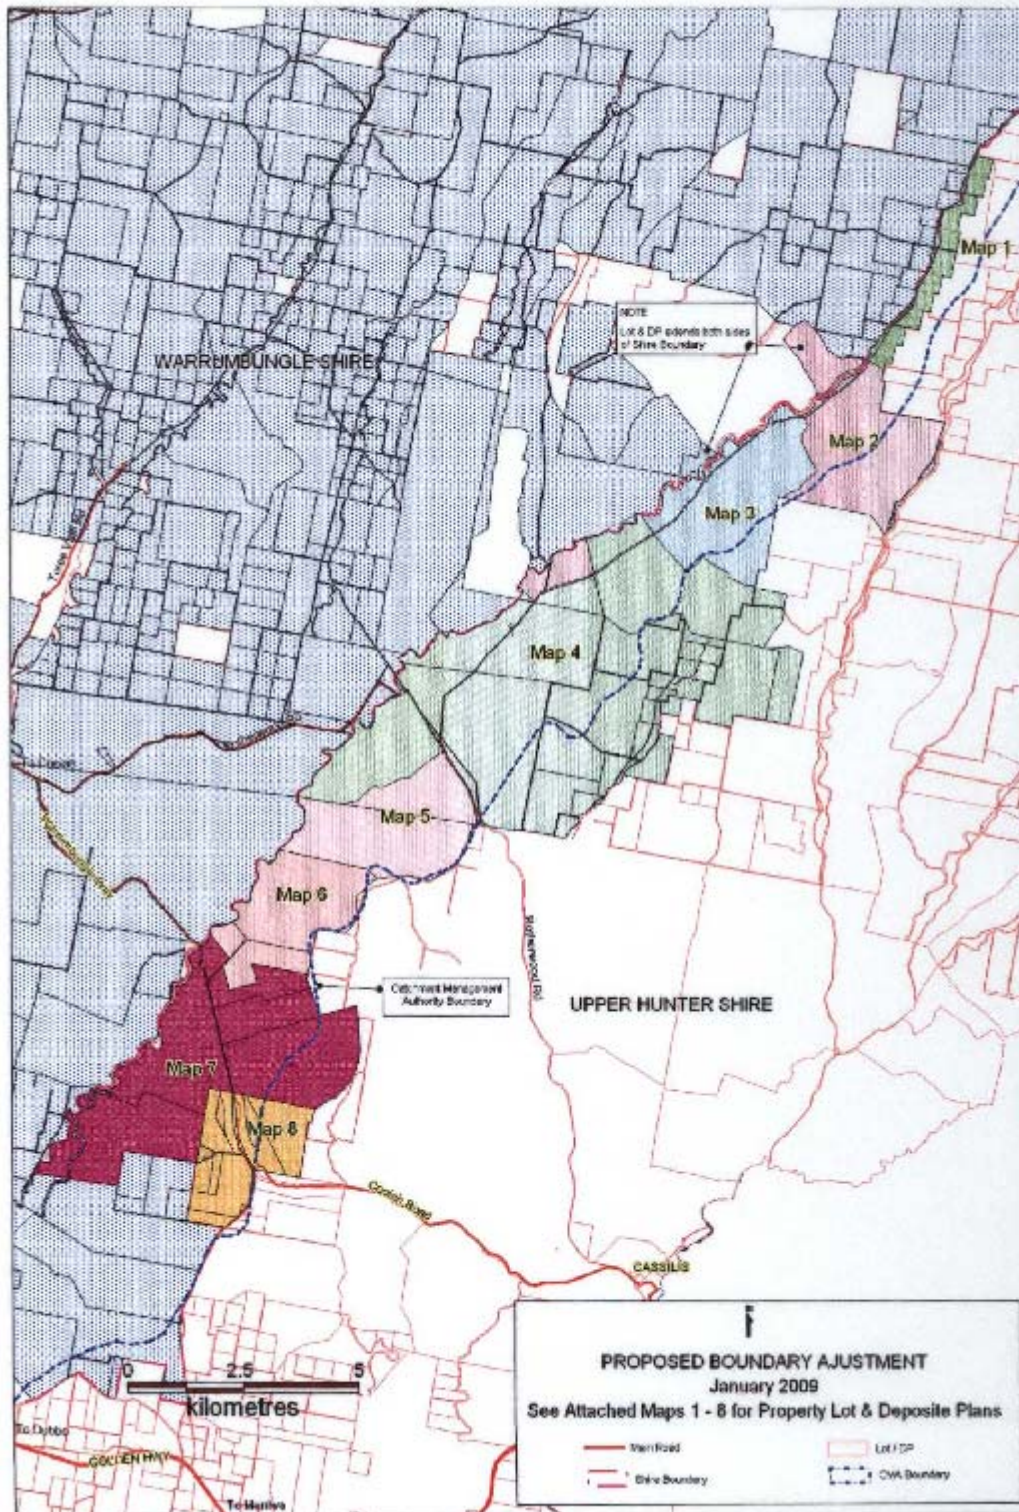 Map 1
NOTE
Lot & DP extends both sides
of Shire Boundary
WARRUMBUNGLE SHIRE
Map 2
Map 3
Map 4
Map 5
Map 6
Catchment Management
Authority Boundary
UPPER HUNTER SHIRE
Map 7
Map 8
Road
CASSILIS
0 2.5 5
kilometres
To Dubbo
GOLDEN HWY
PROPOSED BOUNDARY AJUSTMENT
January 2009
See Attached Maps 1 - 8 for Property Lot & Deposite Plans
Main Road
Lot / DP
Shire Boundary
CMA Boundary